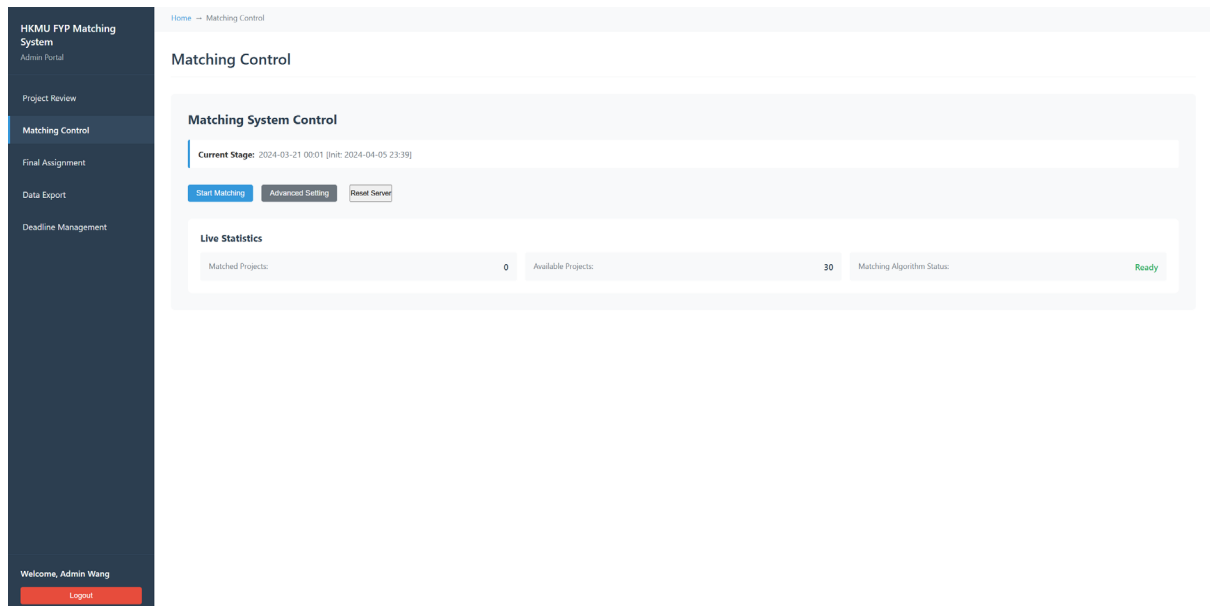 HKMU FYP Matching
System
Admin Portal
Project Review
Matching Control
Final Assignment
Data Export
Deadline Management
Welcome, Admin Wang
Logout
Home → Matching Control
Matching Control
Matching System Control
Current Stage: 2024-03-21 00:01 [Init: 2024-04-05 23:39]
Start Matching Advanced Setting Reset Server
Live Statistics
Matched Projects: 0 Available Projects: 30 Matching Algorithm Status: Ready